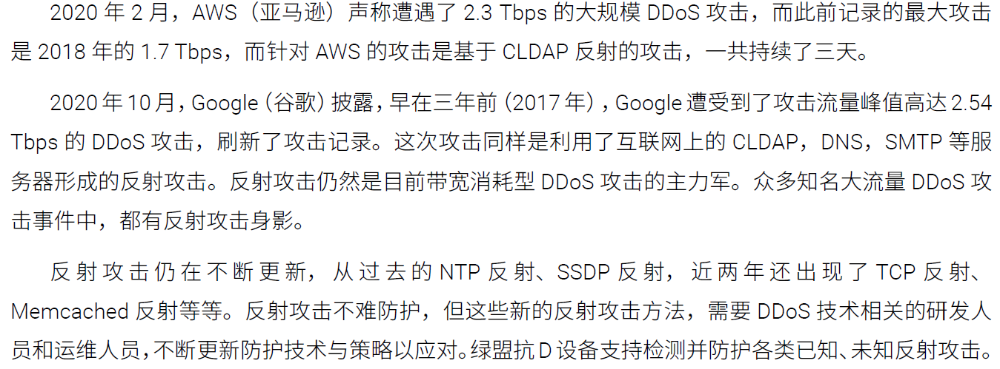 2020 年 2 月，AWS（亚马逊）声称遭遇了 2.3 Tbps 的大规模 DDoS 攻击，而此前记录的最大攻击
是 2018 年的 1.7 Tbps，而针对 AWS 的攻击是基于 CLDAP 反射的攻击，一共持续了三天。
2020 年 10 月，Google（谷歌）披露，早在三年前（2017 年），Google 遭受到了攻击流量峰值高达 2.54
Tbps 的 DDoS 攻击，刷新了攻击记录。这次攻击同样是利用了互联网上的 CLDAP，DNS，SMTP 等服
务器形成的反射攻击。反射攻击仍然是目前带宽消耗型 DDoS 攻击的主力军。众多知名大流量 DDoS 攻
击事件中，都有反射攻击身影。
反射攻击仍在不断更新，从过去的 NTP 反射、SSDP 反射，近两年还出现了 TCP 反射、
Memcached 反射等等。反射攻击不难防护，但这些新的反射攻击方法，需要 DDoS 技术相关的研发人
员和运维人员，不断更新防护技术与策略以应对。绿盟抗 D 设备支持检测并防护各类已知、未知反射攻击。